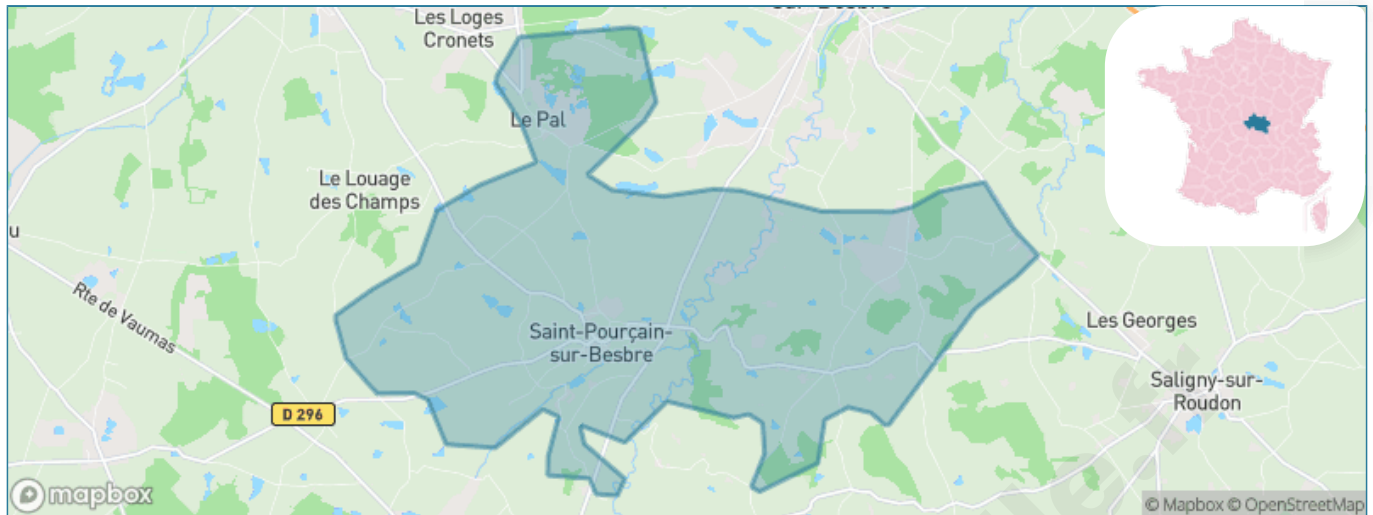 Les Loges
Cronets
Le Pal
Le Louage
des Champs
u
Rte de Vaumas
Saint-Pourçain-
sur-Besbre
Les Georges
Saligny-sur-
Roudon
D 296
mapbox
© Mapbox © OpenStreetMap